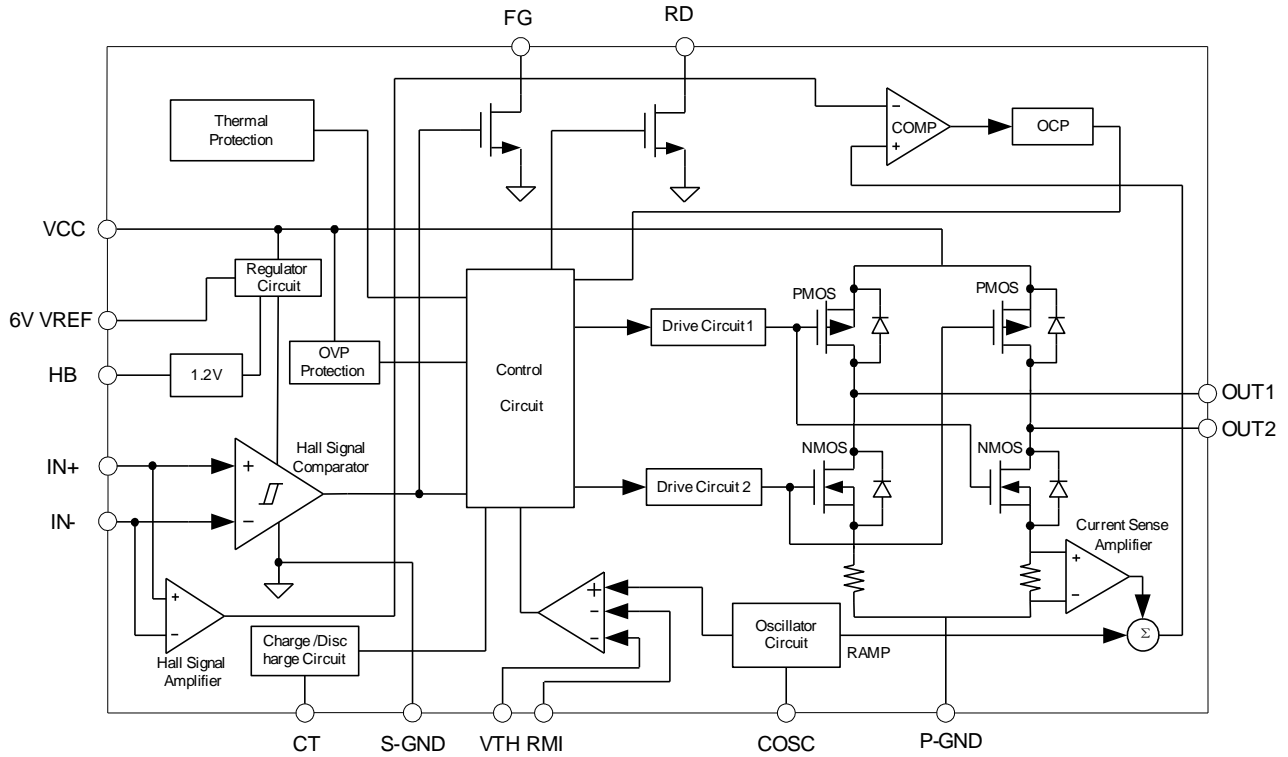 FG
RD
Thermal
Protection
−
COMP
+
OCP
VCC
Regulator
Circuit
6V VREF
HB
1.2V
OVP
Protection
Control
Circuit
Drive Circuit 1
PMOS
PMOS
OUT1
OUT2
Hall Signal
Comparator
IN+
+
IN-
−
Drive Circuit 2
NMOS
NMOS
Current Sense
Amplifier
+
−
+
−
Hall Signal
Amplifier
Charge /Disc
harge Circuit
+
−
−
Oscillator
Circuit
RAMP
Σ
CT
S-GND
VTH
RMI
COSC
P-GND